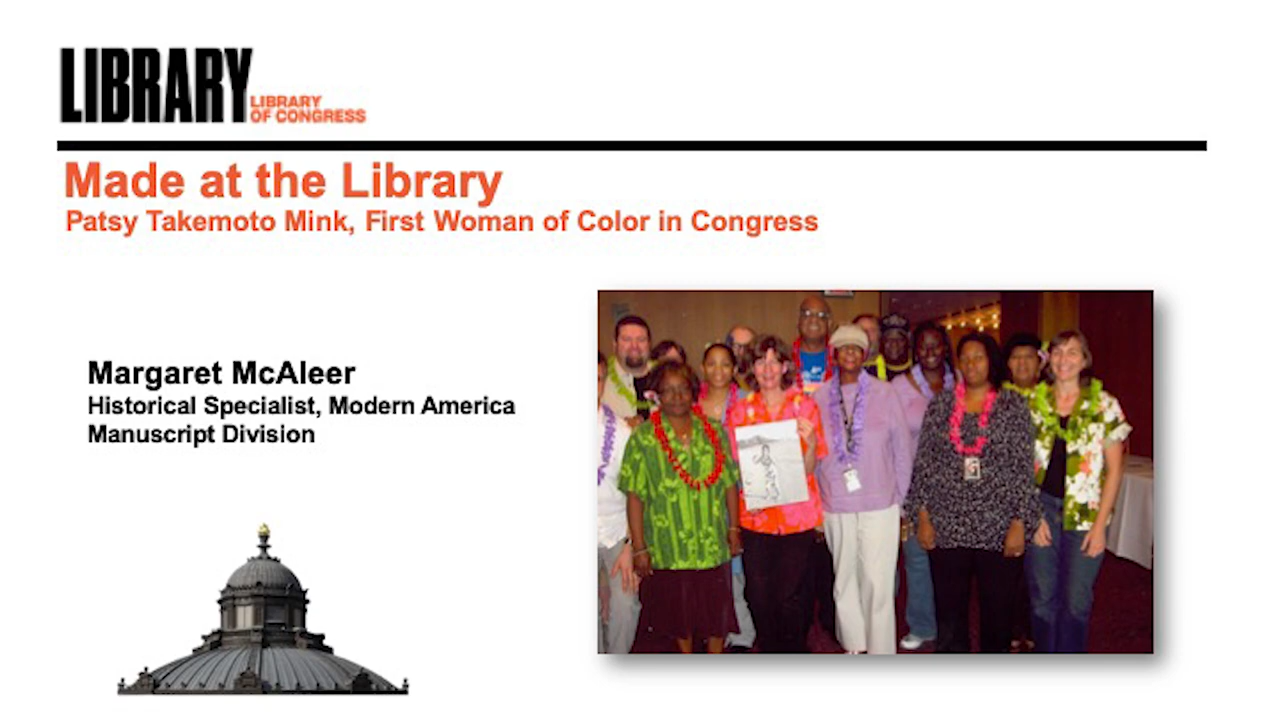 LIBRARY
LIBRARY
OF CONGRESS
Made at the Library
Patsy Takemoto Mink, First Woman of Color in Congress
Margaret McAleer
Historical Specialist, Modern America
Manuscript Division